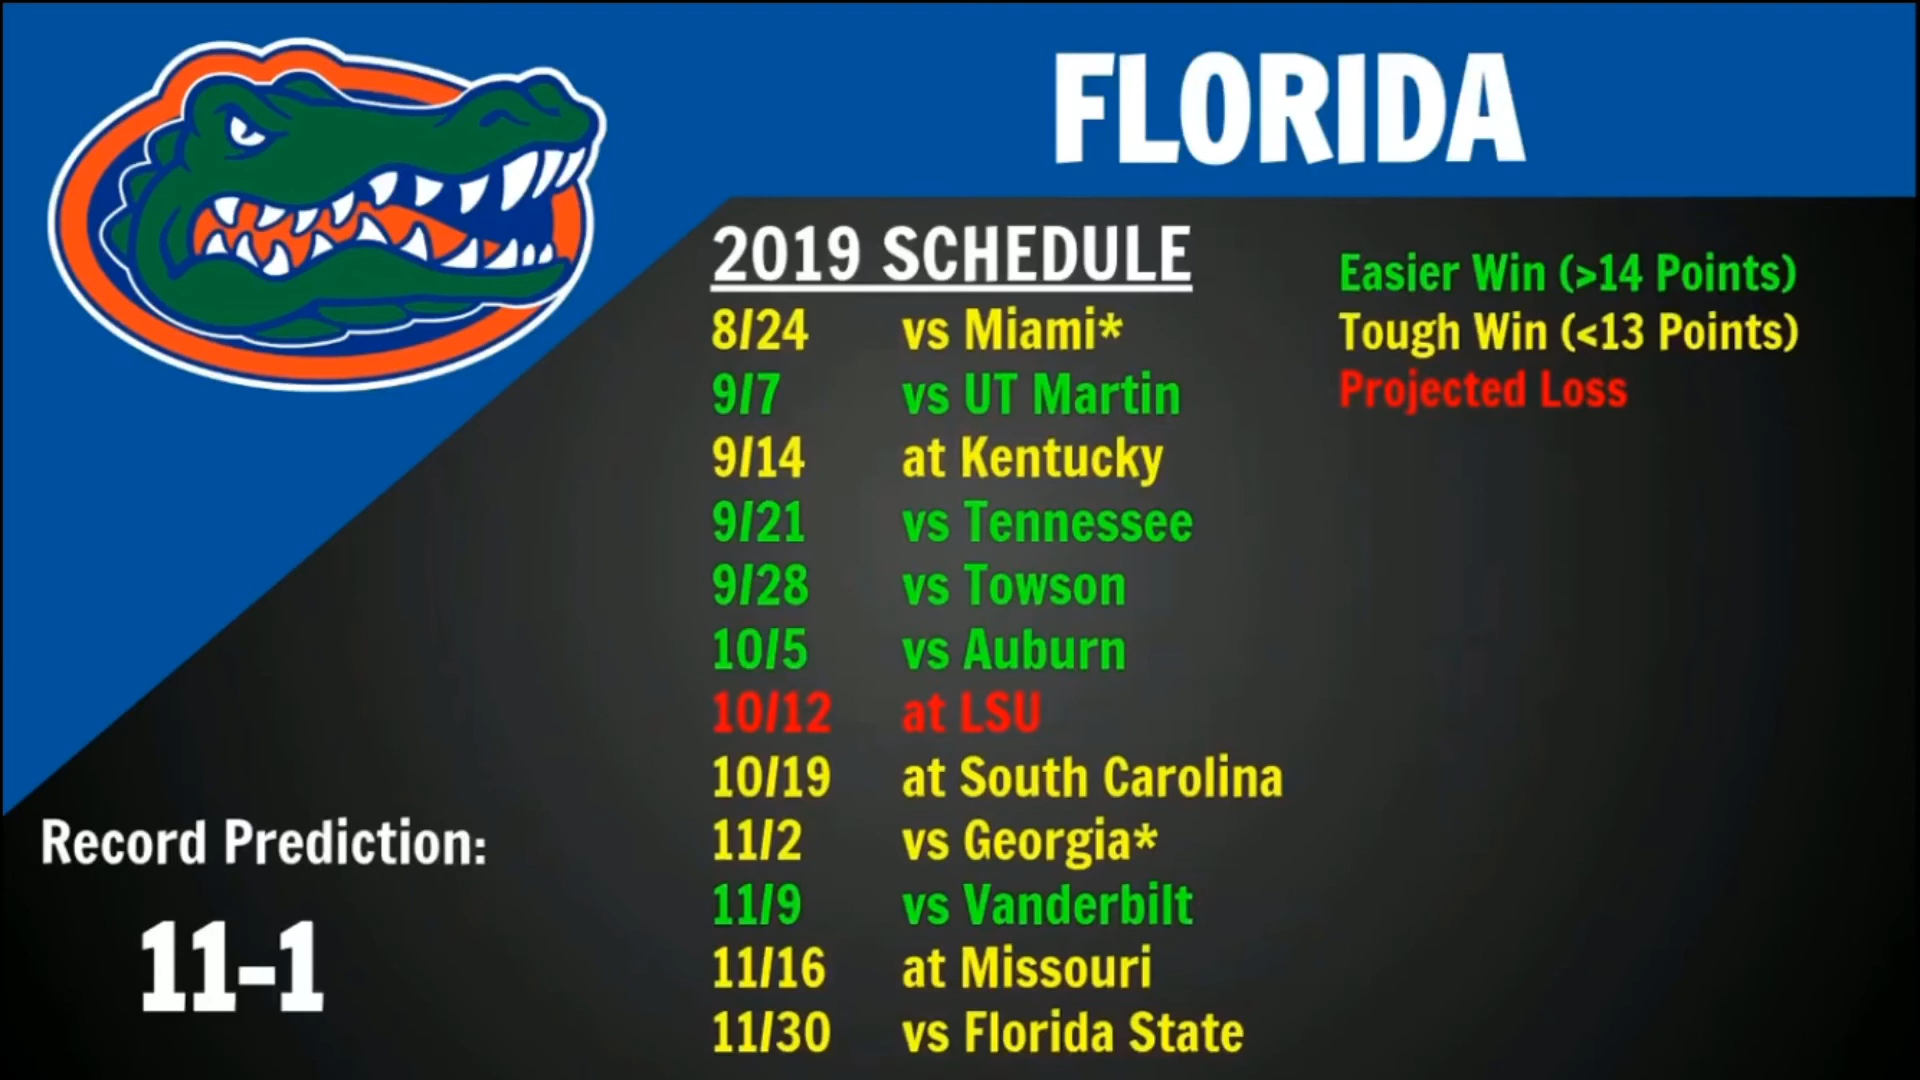 FLORIDA
2019 SCHEDULE
8/24 vs Miami*
9/7 vs UT Martin
9/14 at Kentucky
9/21 vs Tennessee
9/28 vs Towson
10/5 vs Auburn
10/12 at LSU
10/19 at South Carolina
11/2 vs Georgia*
11/9 vs Vanderbilt
11/16 at Missouri
11/30 vs Florida State
Easier Win (>14 Points)
Tough Win (<13 Points)
Projected Loss
Record Prediction:
11-1